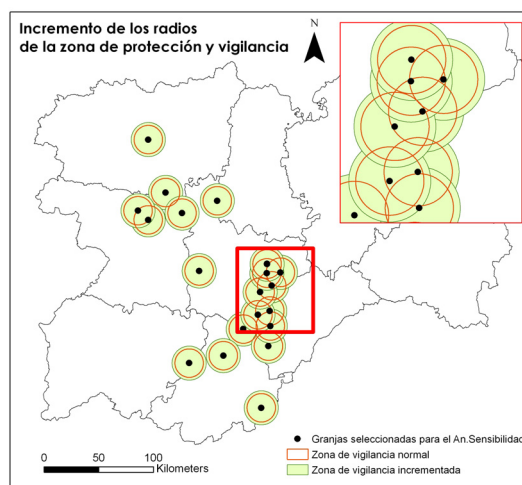 Incremento de los radios
de la zona de protección y vigilancia
N
Granjas seleccionadas para el An.Sensibilidad
Zona de vigilancia normal
Zona de vigilancia incrementada
0 50 100
Kilometers